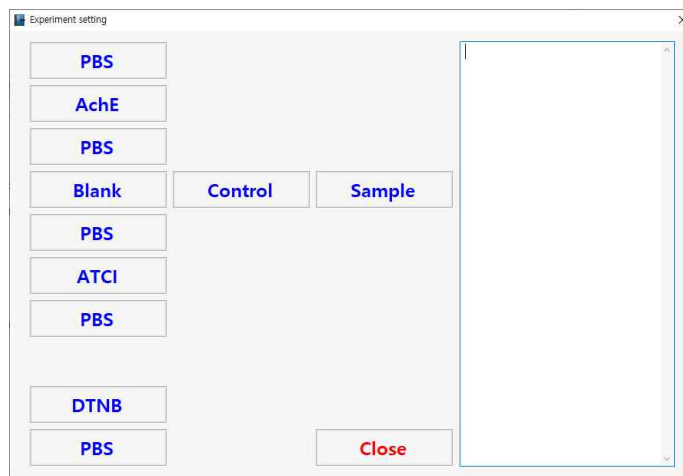 Experiment setting
PBS
AchE
PBS
Blank Control Sample
PBS
ATCI
PBS
DTNB
PBS Close